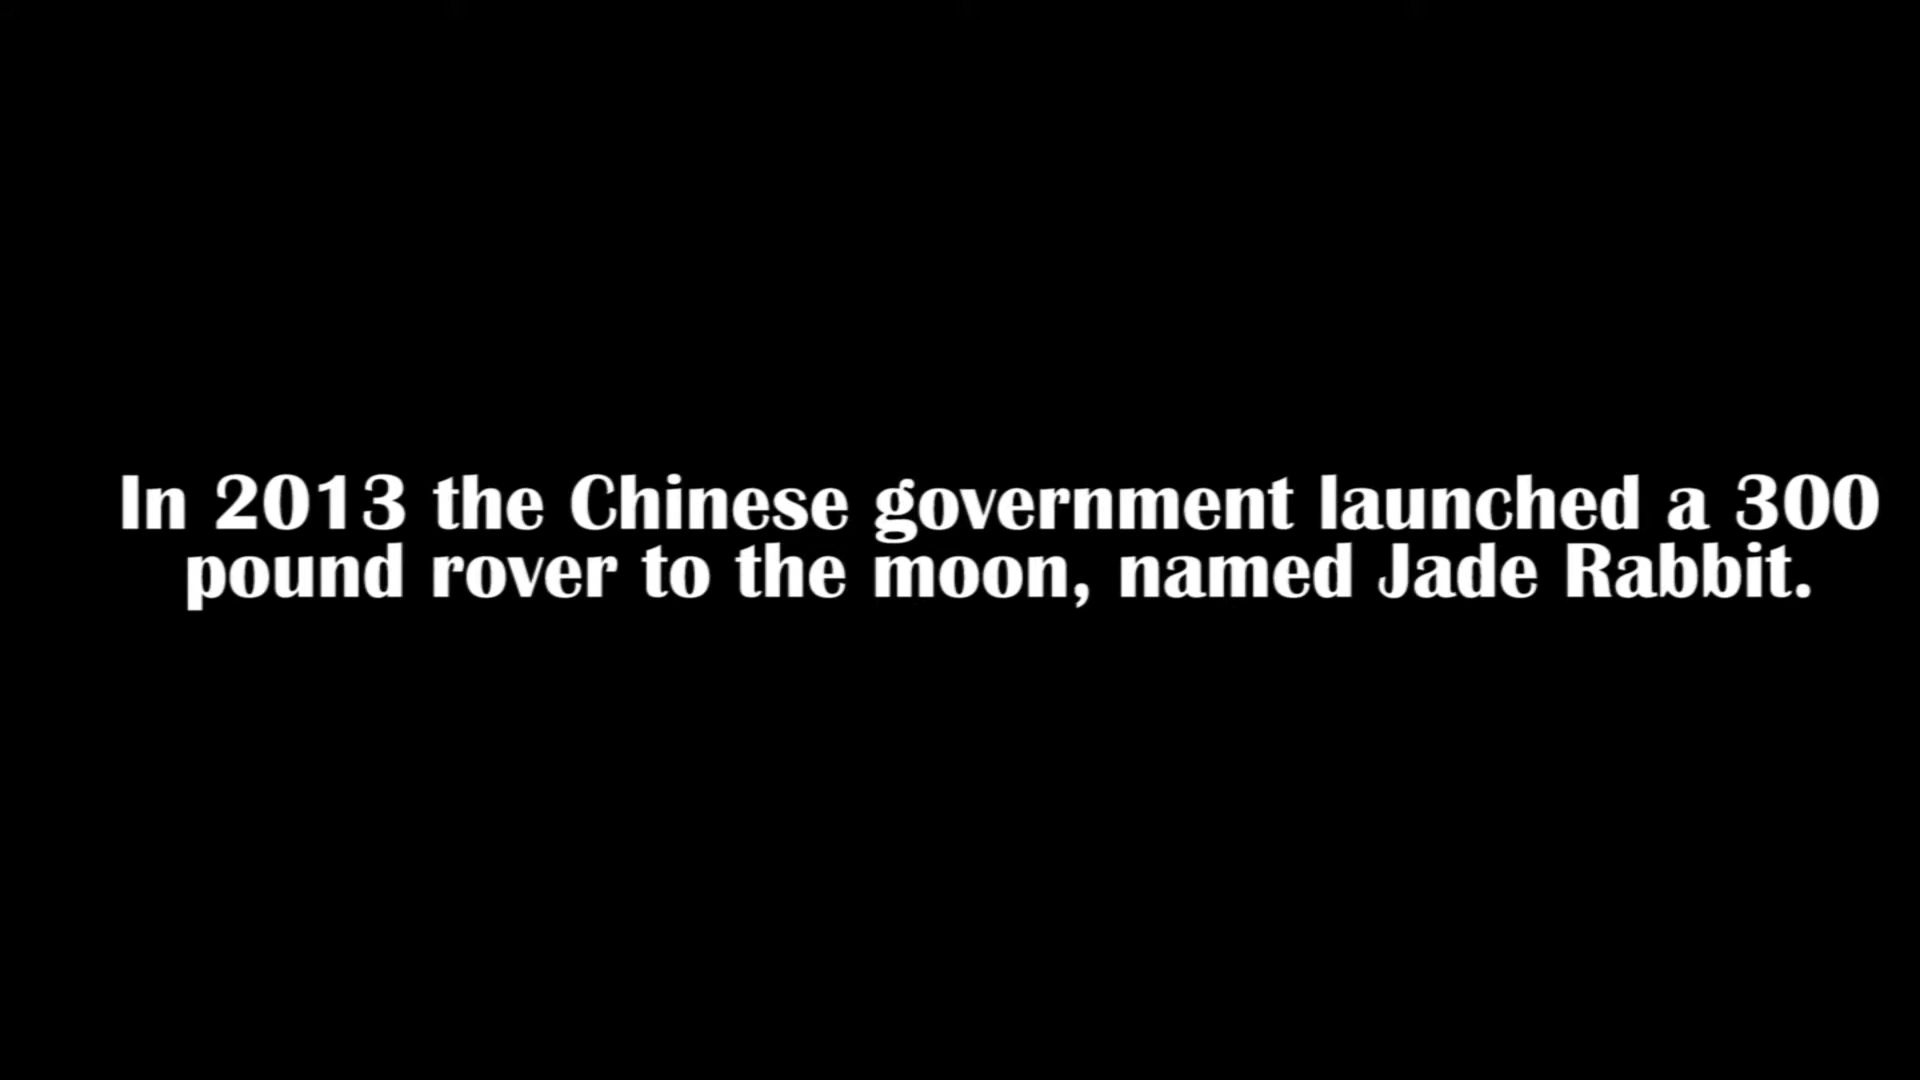 In 2013 the Chinese government launched a 300
pound rover to the moon, named Jade Rabbit.